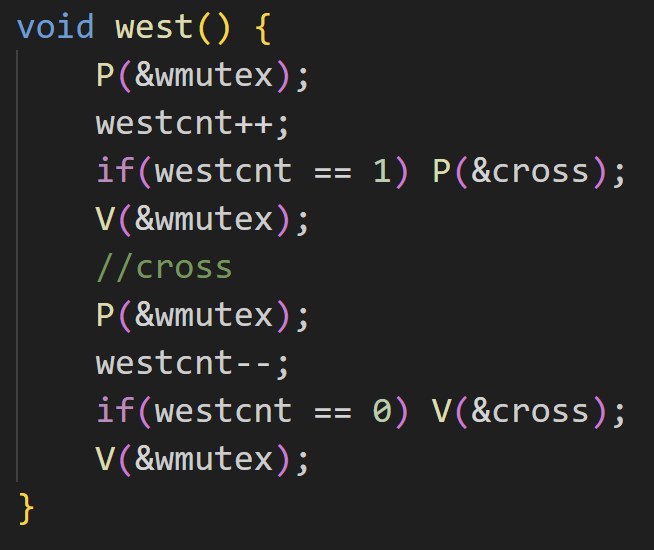 void west() {
    P(&wmutex);
    westcnt++;
    if(westcnt == 1) P(&cross);
    V(&wmutex);
    //cross
    P(&wmutex);
    westcnt--;
    if(westcnt == 0) V(&cross);
    V(&wmutex);
}